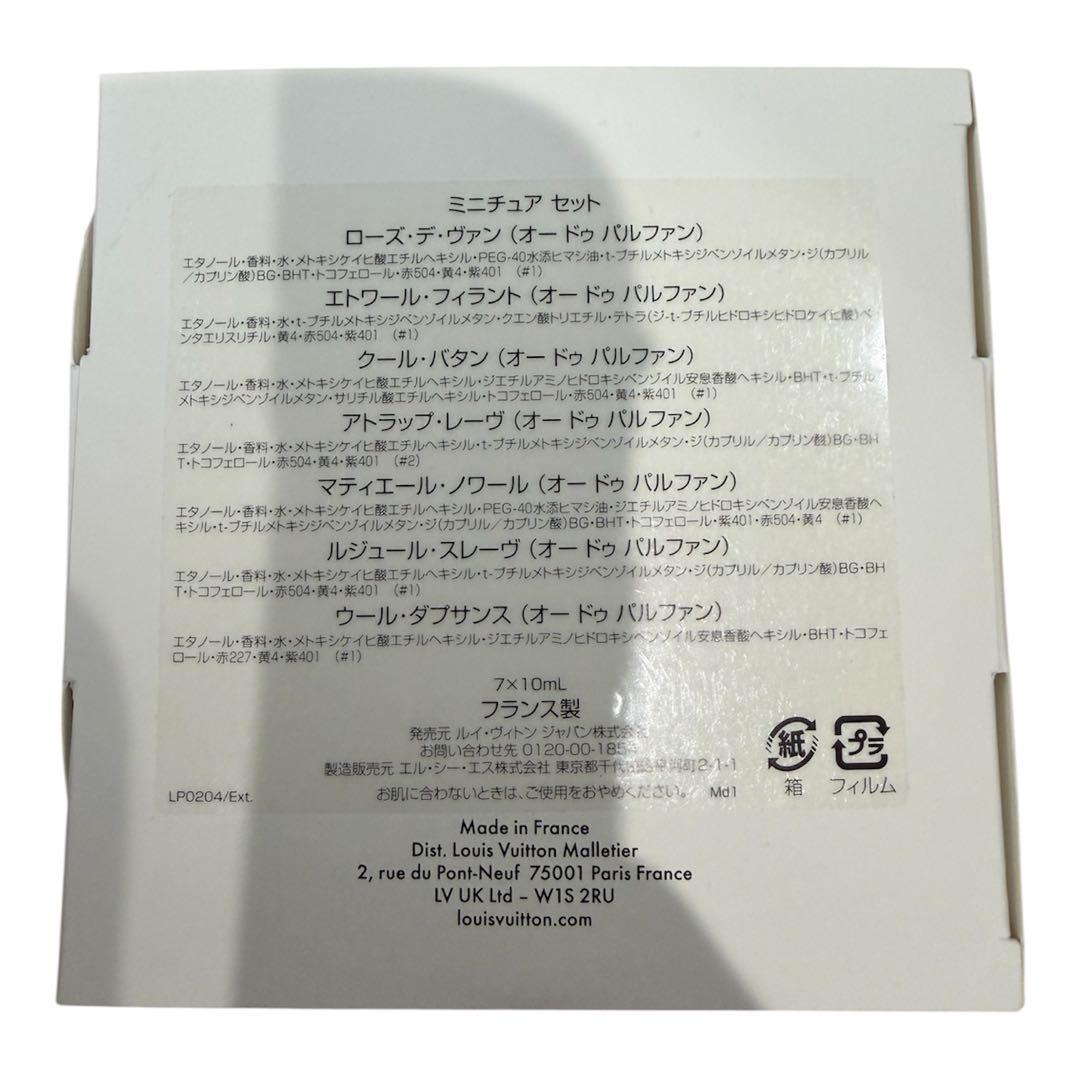 ミニチュア セット
ローズ・デ・ヴァン（オー ドゥ パルファン）
エタノール・香料・水・メトキシケイヒ酸エチルヘキシル・PEG-40水添ヒマシ油・t-ブチルメトキシジベンゾイルメタン・ジ（カプリル
／カプリン酸）BG・BHT・トコフェロール・赤504・黄4・紫401　（#1）
エトワール・フィラント（オー ドゥ パルファン）
エタノール・香料・水・t-ブチルメトキシジベンゾイルメタン・クエン酸トリエチル・テトラ（ジ-t-ブチルヒドロキシヒドロケイヒ酸）ペ
ンタエリスリチル・黄4・赤504・紫401　（#1）
クール・バタン（オー ドゥ パルファン）
エタノール・香料・水・メトキシケイヒ酸エチルヘキシル・ジエチルアミノヒドロキシベンゾイル安息香酸ヘキシル・BHT・t-ブチル
メトキシジベンゾイルメタン・サリチル酸エチルヘキシル・トコフェロール・赤504・黄4・紫401　（#1）
アトラップ・レーヴ（オー ドゥ パルファン）
エタノール・香料・水・メトキシケイヒ酸エチルヘキシル・t-ブチルメトキシジベンゾイルメタン・ジ（カプリル／カプリン酸）BG・BH
T・トコフェロール・赤504・黄4・紫401　（#2）
マティエール・ノワール（オー ドゥ パルファン）
エタノール・香料・水・メトキシケイヒ酸エチルヘキシル・PEG-40水添ヒマシ油・ジエチルアミノヒドロキシベンゾイル安息香酸ヘ
キシル・t-ブチルメトキシジベンゾイルメタン・ジ（カプリル／カプリン酸）BG・BHT・トコフェロール・紫401・赤504・黄4　（#1）
ルジュール・スレーヴ（オー ドゥ パルファン）
エタノール・香料・水・メトキシケイヒ酸エチルヘキシル・t-ブチルメトキシジベンゾイルメタン・ジ（カプリル／カプリン酸）BG・BH
T・トコフェロール・赤504・黄4・紫401　（#1）
ウール・ダプサンス（オー ドゥ パルファン）
エタノール・香料・水・メトキシケイヒ酸エチルヘキシル・ジエチルアミノヒドロキシベンゾイル安息香酸ヘキシル・BHT・トコフェ
ロール・赤227・黄4・紫401　（#1）
7×10mL
フランス製
発売元 ルイ・ヴィトン ジャパン株式会社
お問い合わせ先 0120-00-1854
製造販売元 エル・シー・エス株式会社 東京都千代田区平河町2-1-1
お肌に合わないときは、ご使用をおやめください。 Md1
LP0204/Ext.
紙
箱
プラ
フィルム
Made in France
Dist. Louis Vuitton Malletier
2, rue du Pont-Neuf 75001 Paris France
LV UK Ltd – W1S 2RU
louisvuitton.com